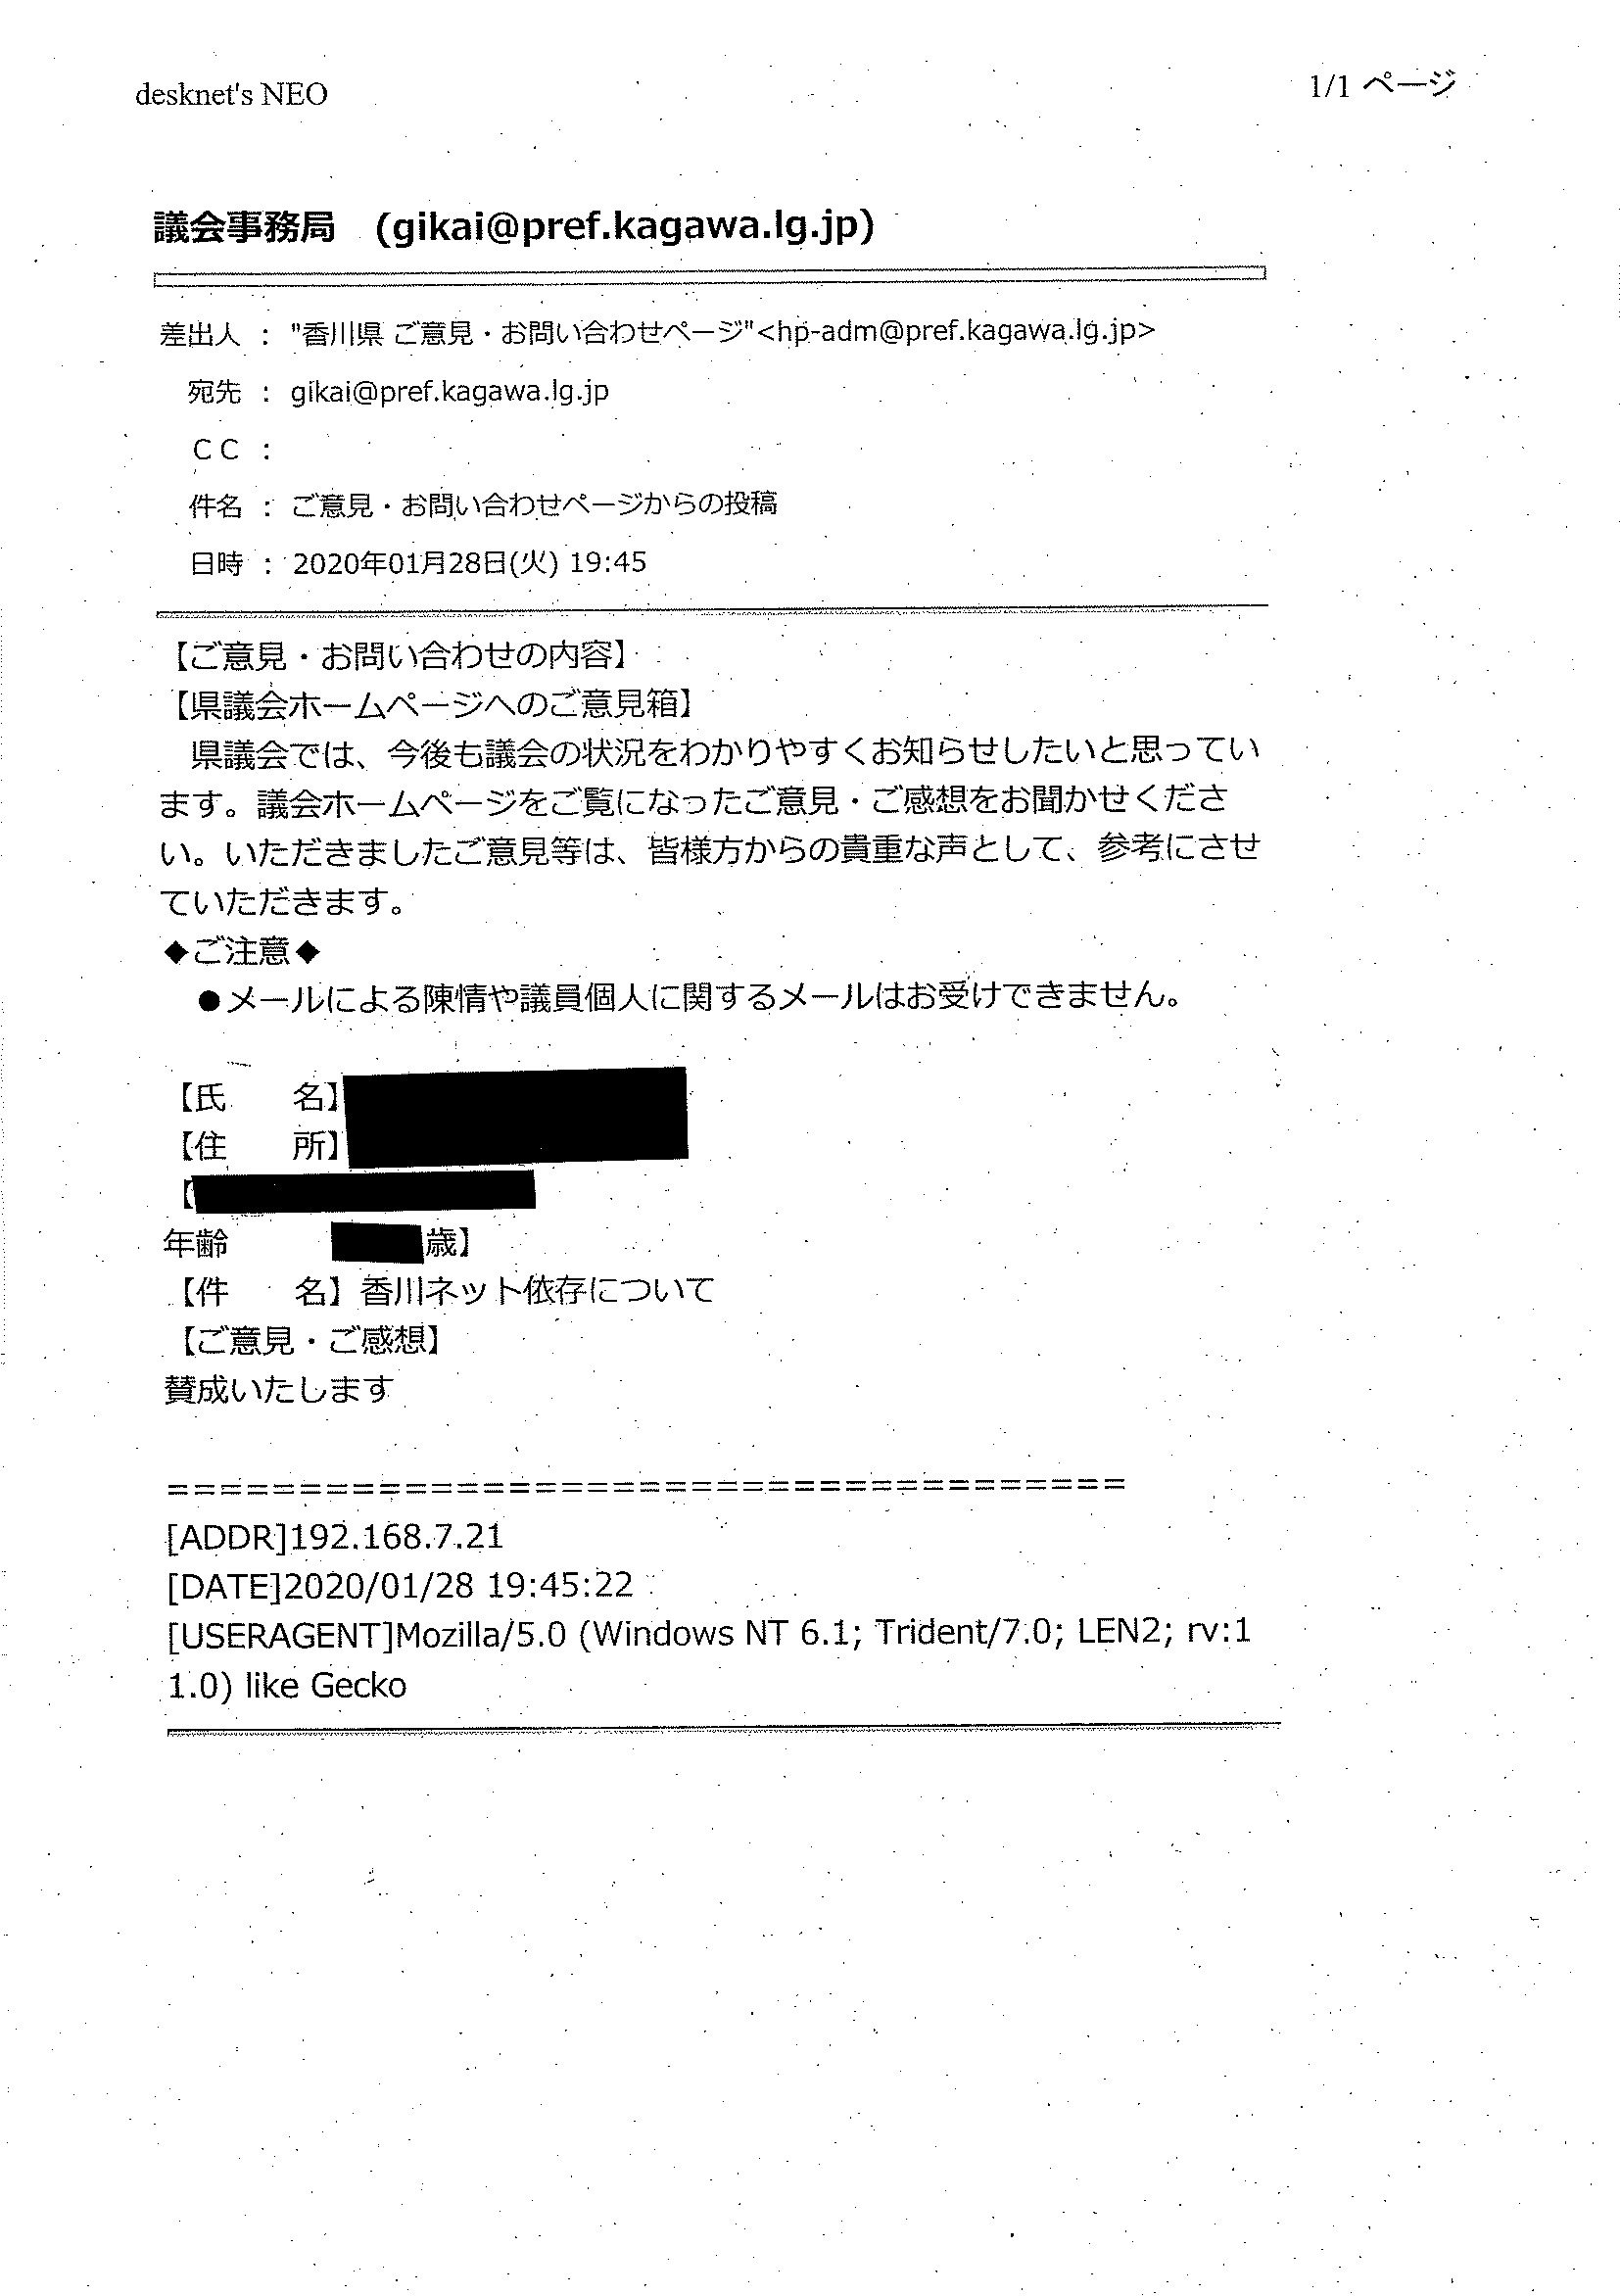 desknet's NEO
1/1 ページ
議会事務局 (gikai@pref.kagawa.lg.jp)
差出人 : "香川県 ご意見・お問い合わせページ"<hp-adm@pref.kagawa.lg.jp>
宛先 : gikai@pref.kagawa.lg.jp
CC :
件名 : ご意見・お問い合わせページからの投稿
日時 : 2020年01月28日(火) 19:45
【ご意見・お問い合わせの内容】
【県議会ホームページへのご意見箱】
県議会では、今後も議会の状況をわかりやすくお知らせしたいと思ってい
ます。議会ホームページをご覧になったご意見・ご感想をお聞かせくださ
い。いただきましたご意見等は、皆様方からの貴重な声として、参考にさせ
ていただきます。
◆ご注意◆
●メールによる陳情や議員個人に関するメールはお受けできません。
【氏　　名】
【住　　所】
【
年齢　　　歳】
【件　　名】香川ネット依存について
【ご意見・ご感想】
賛成いたします
=====================================
[ADDR]192.168.7.21
[DATE]2020/01/28 19:45:22
[USERAGENT]Mozilla/5.0 (Windows NT 6.1; Trident/7.0; LEN2; rv:1
1.0) like Gecko